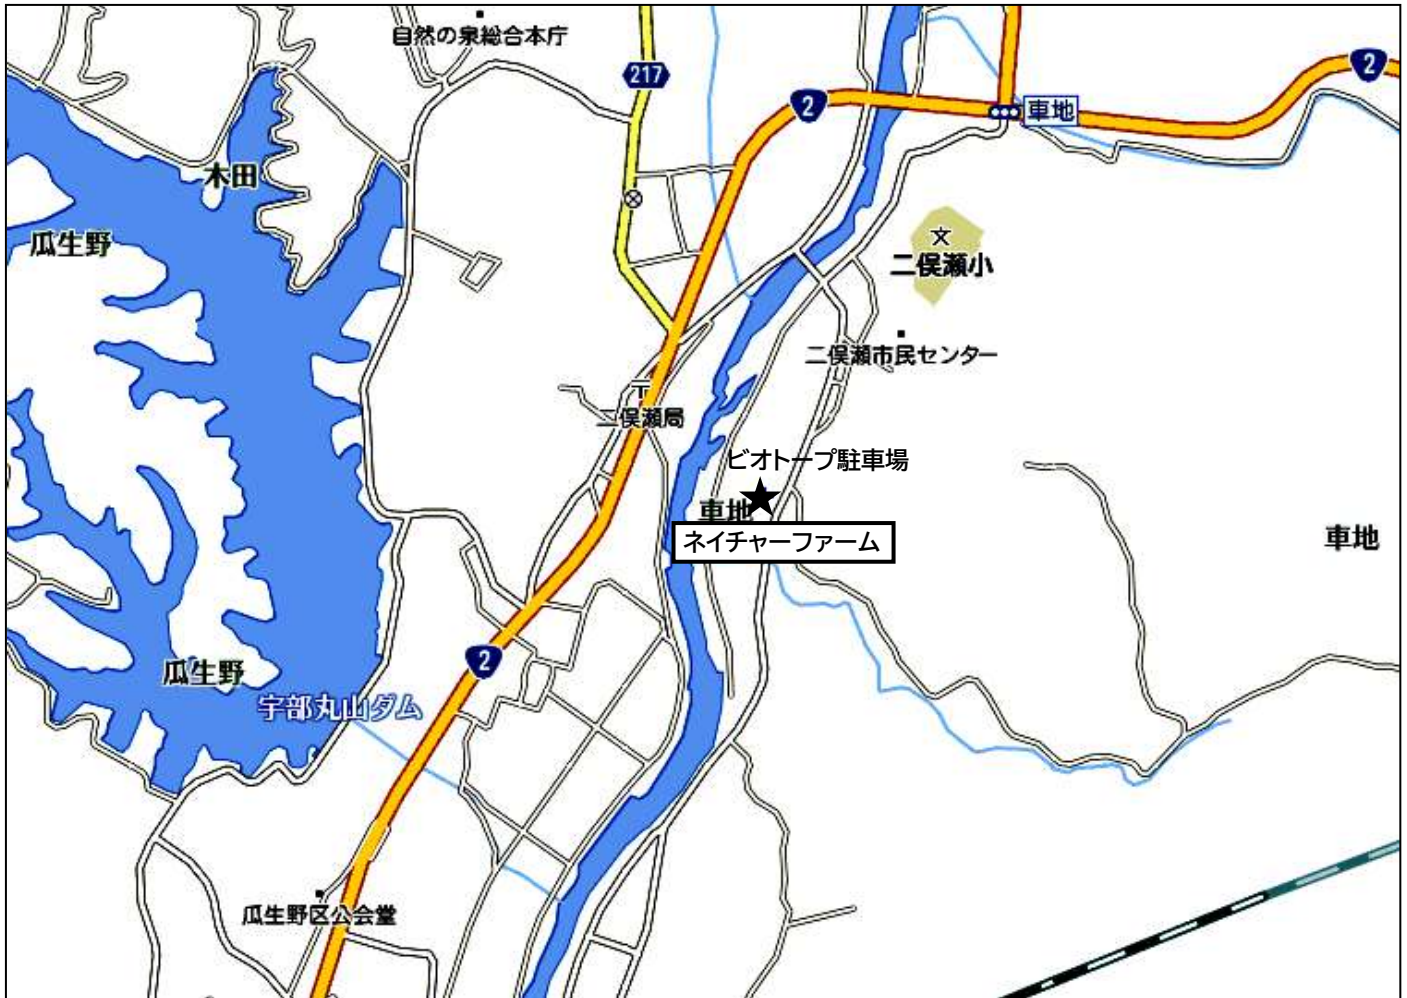 自然の泉総合本庁
217
2
2
車地
木田
瓜生野
文
二俣瀬小
二俣瀬市民センター
二俣瀬局
ビオトープ駐車場
車地
ネイチャーファーム
車地
2
瓜生野
宇部丸山ダム
瓜生野区公会堂